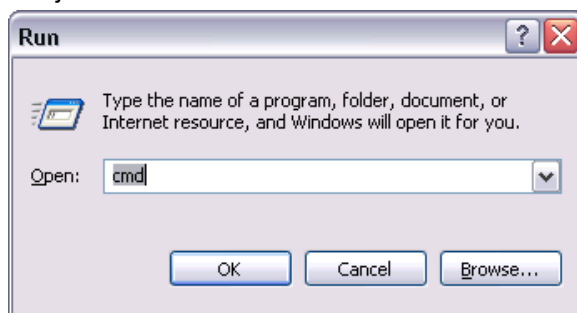 Run
Type the name of a program, folder, document, or
Internet resource, and Windows will open it for you.
Open: cmd
OK Cancel Browse...